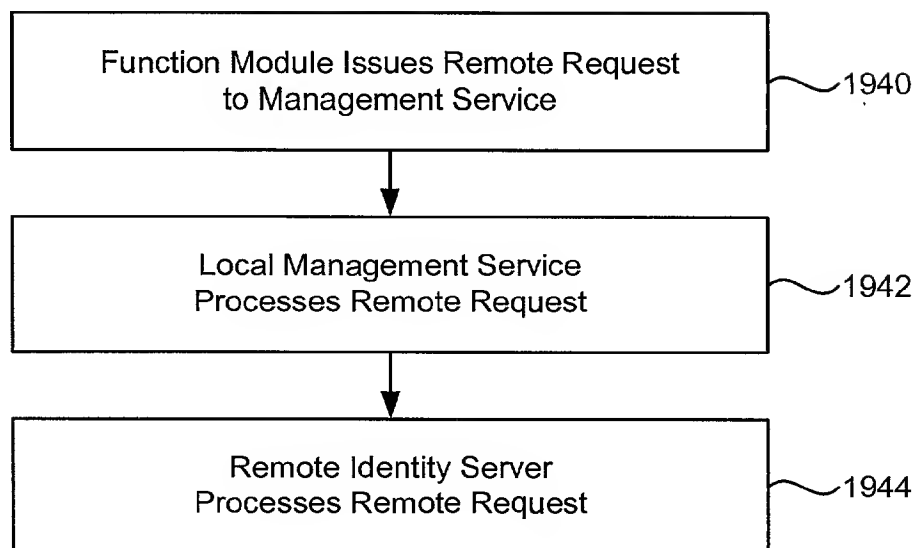 Function Module Issues Remote Request
to Management Service
1940
Local Management Service
Processes Remote Request
1942
Remote Identity Server
Processes Remote Request
1944